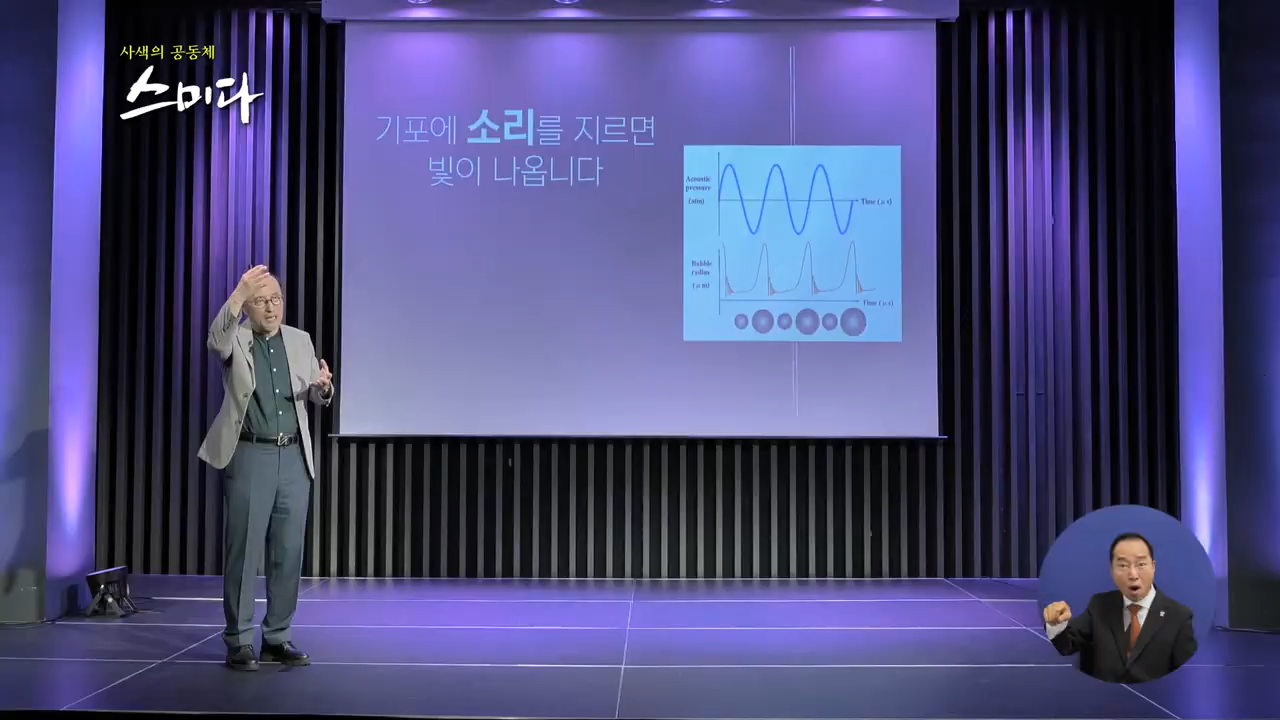 사색의 공동체
스미다
기포에 소리를 지르면
빛이 나옵니다
Acoustic
pressure
(atm)
Time (μ s)
Bubble
radius
(μ m)
Time (μ s)